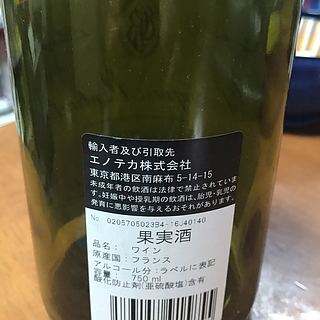 輸入者及び引取先
エノテカ株式会社
東京都港区南麻布 5-14-15
未成年者の飲酒は法律で禁止されています。
妊娠中や授乳期の飲酒は、胎児・乳児の
発育に悪影響を与えるおそれがあります。
No. 0205705023B4-16J40140
果実酒
品名: ワイン
原産国: フランス
アルコール分:ラベルに表記
容量: 750 ml
酸化防止剤(亜硫酸塩)含有